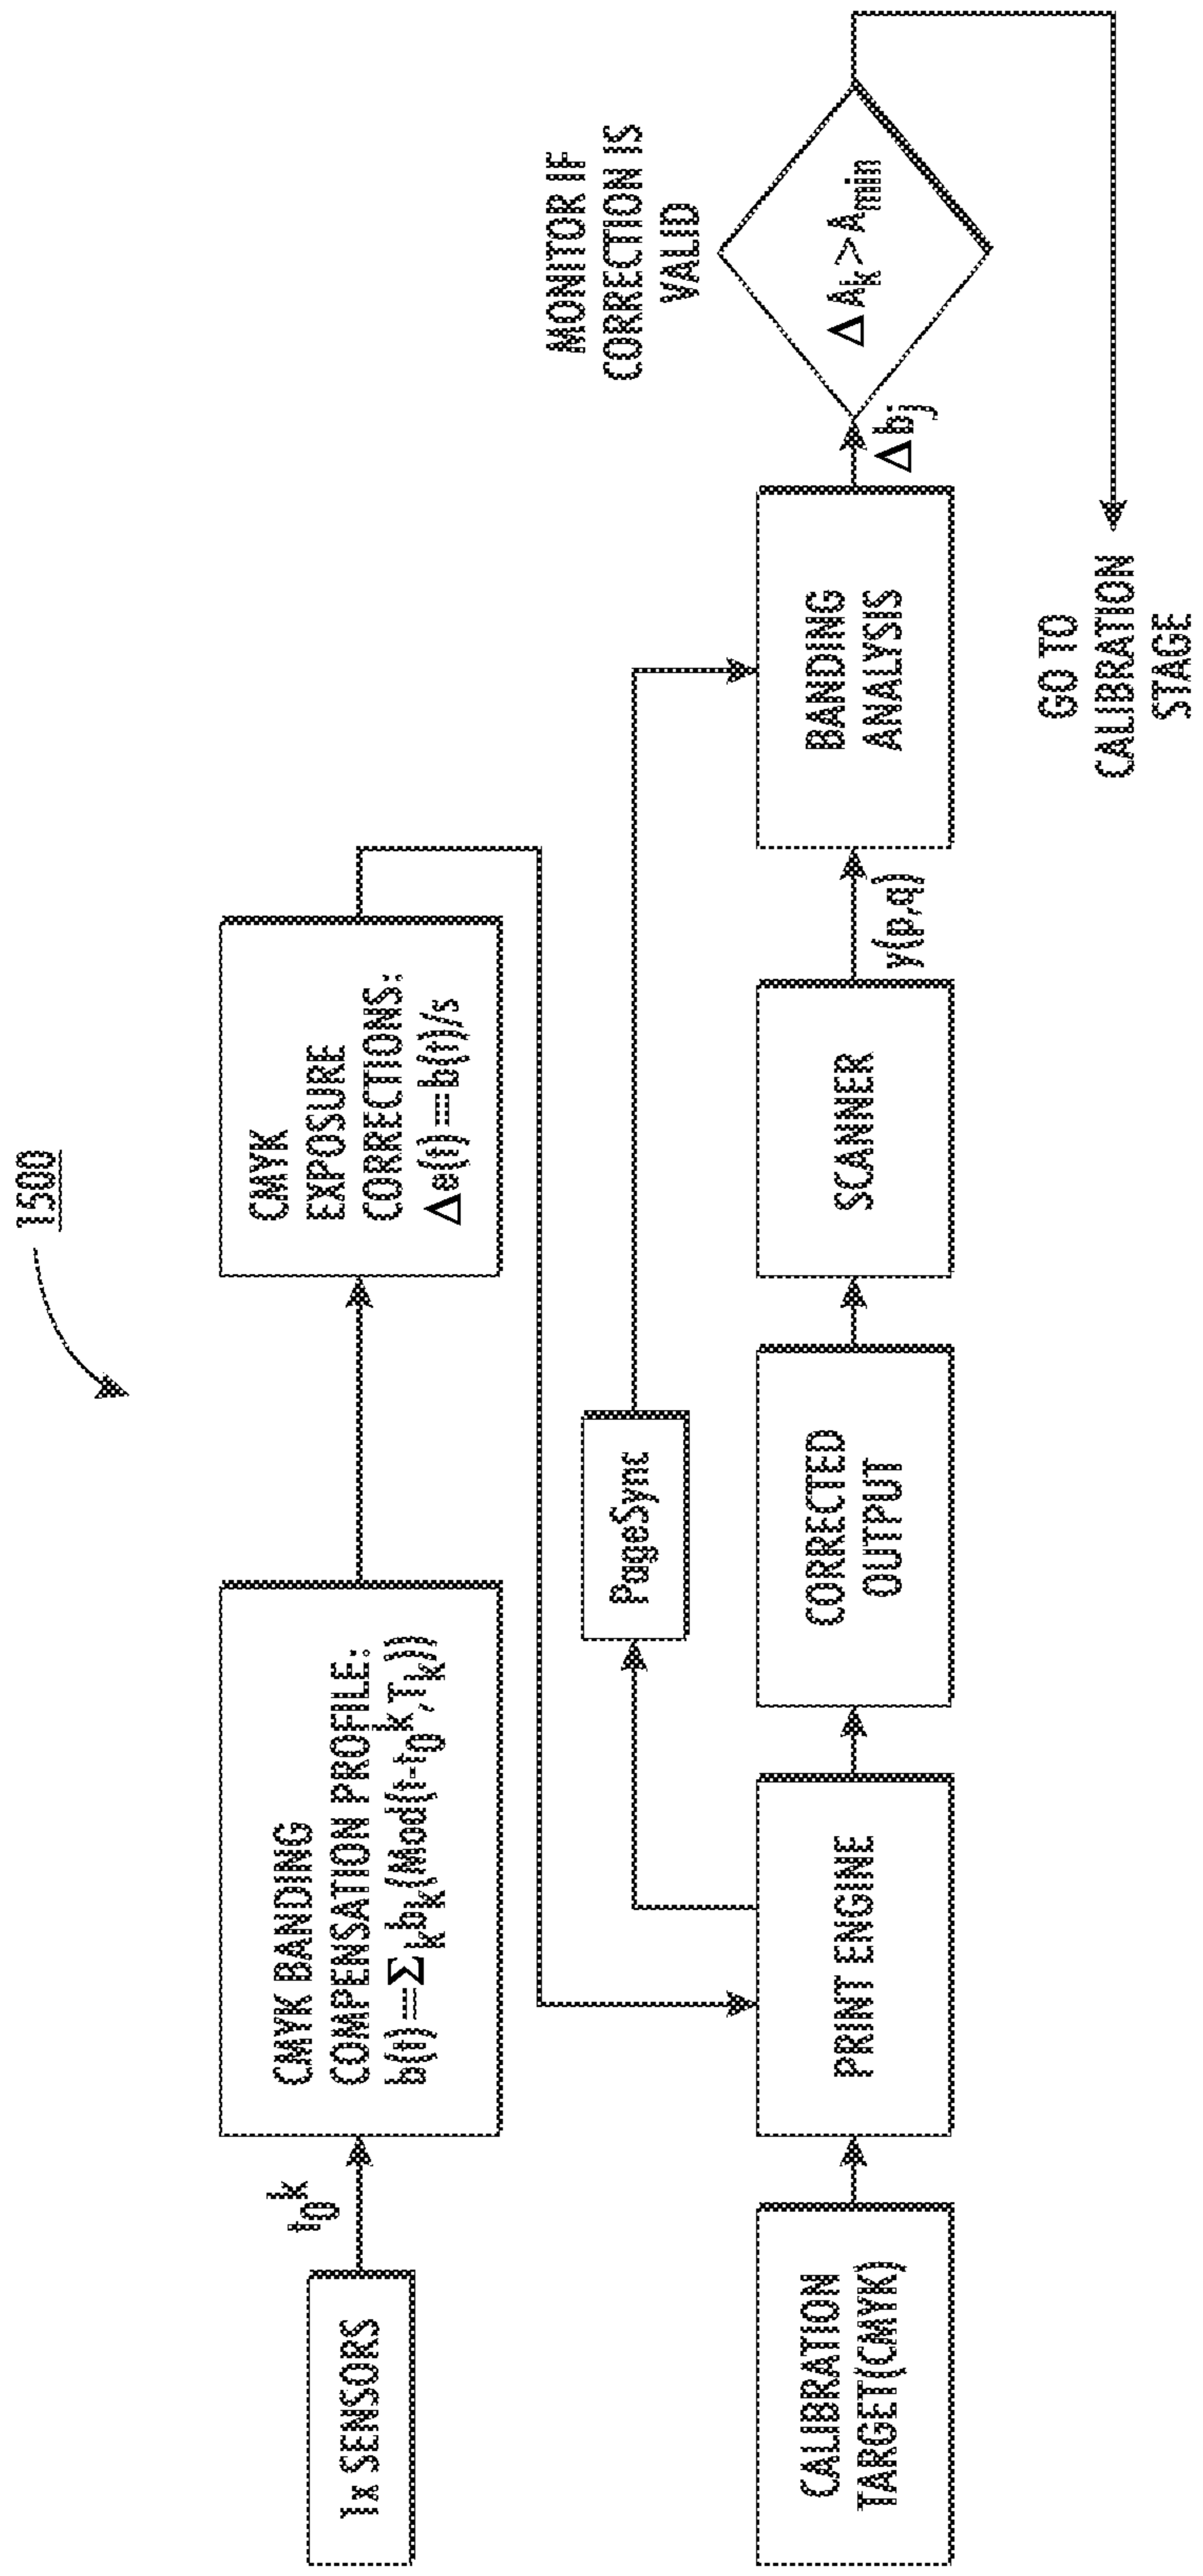 1500
1x SENSORS
t₀ᵏ
CMYK BANDING
COMPENSATION PROFILE:
b(t)=Σₖbₖ(Mod(t-t₀ᵏ,Tₖ))
CMYK
EXPOSURE
CORRECTIONS:
Δe(t)=b(t)/s
PageSync
CALIBRATION
TARGET(CMYK)
PRINT ENGINE
CORRECTED
OUTPUT
SCANNER
y(p,q)
BANDING
ANALYSIS
Δbⱼ
MONITOR IF
CORRECTION IS
VALID
ΔAₖ>Aₘᵢₙ
GO TO
CALIBRATION
STAGE